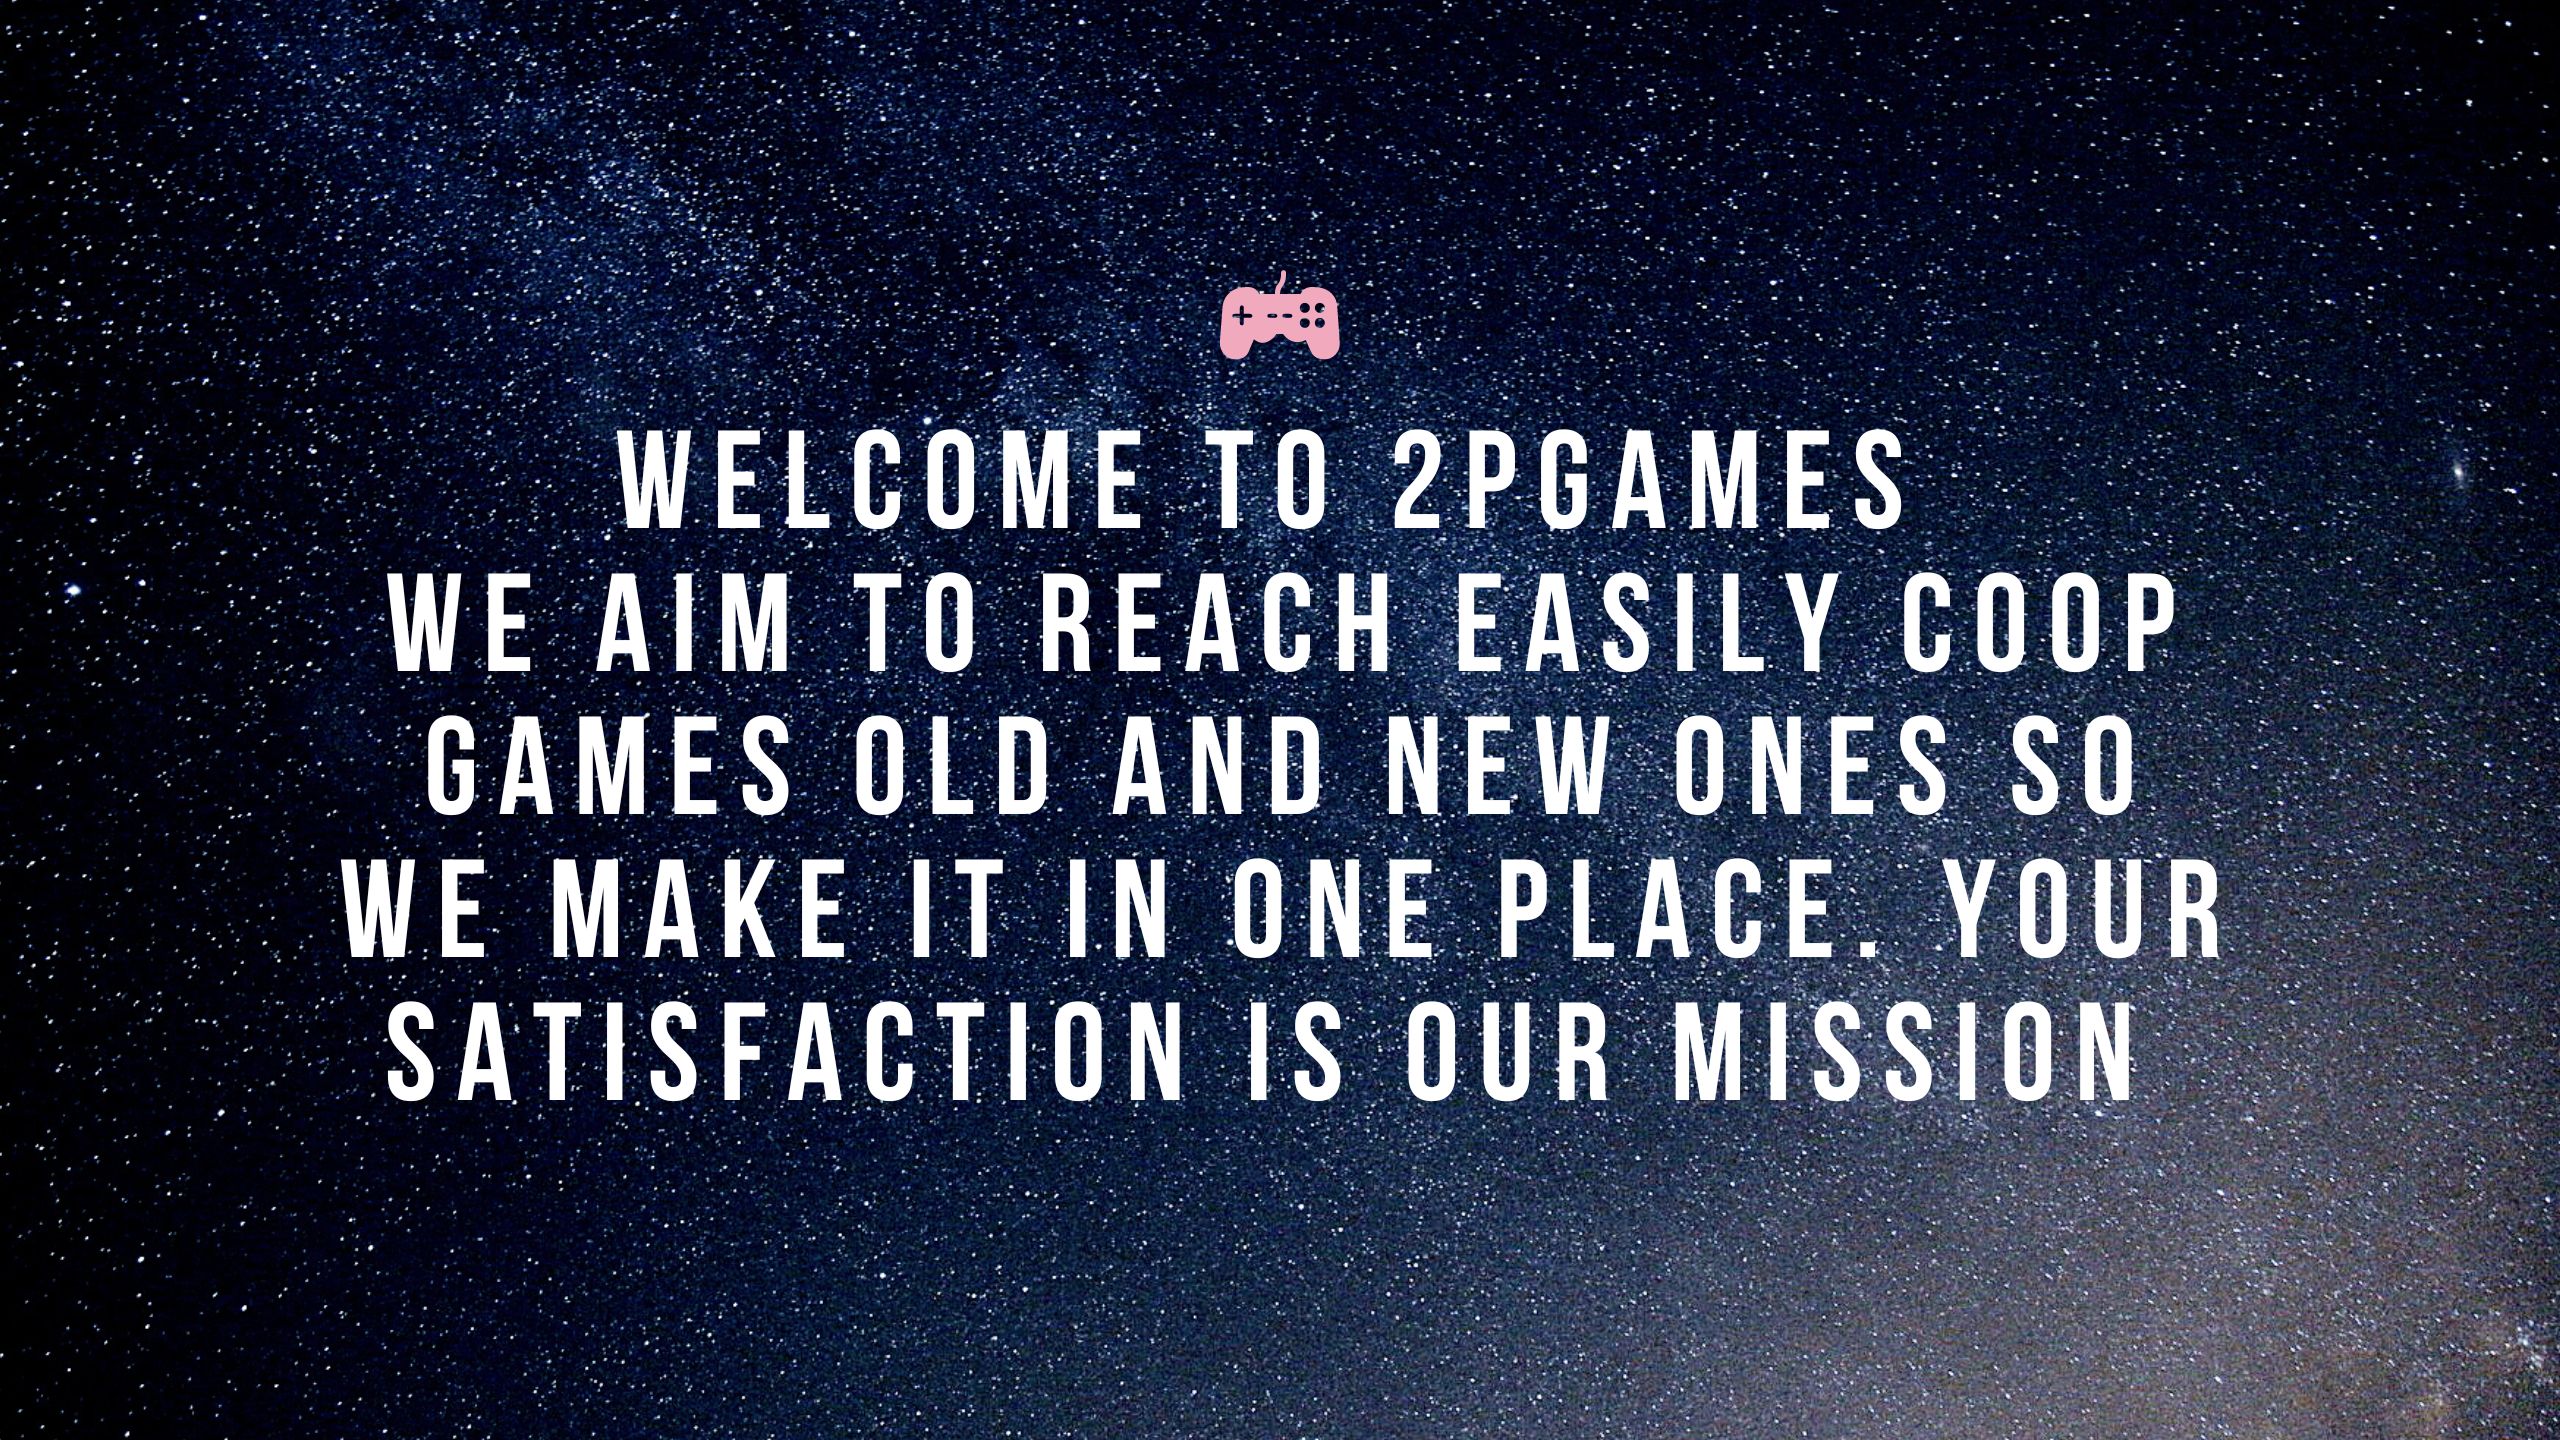 WELCOME TO 2PGAMES
WE AIM TO REACH EASILY COOP
GAMES OLD AND NEW ONES SO
WE MAKE IT IN ONE PLACE. YOUR
SATISFACTION IS OUR MISSION